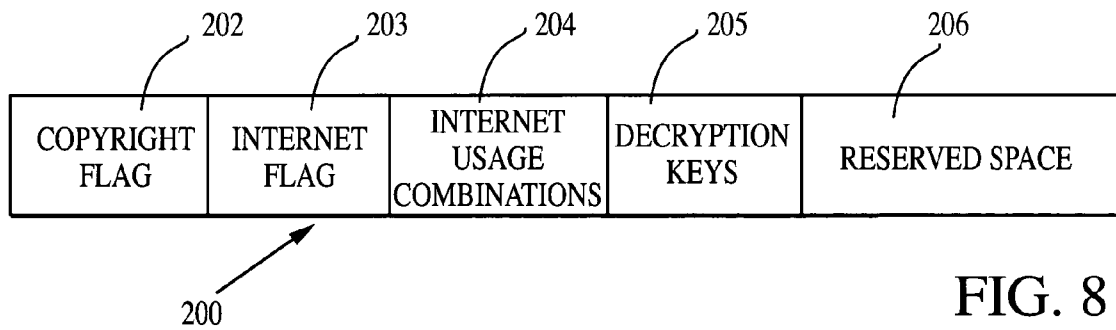 202 203 204 205 206
COPYRIGHT FLAG
INTERNET FLAG
INTERNET USAGE COMBINATIONS
DECRYPTION KEYS
RESERVED SPACE
200
FIG. 8